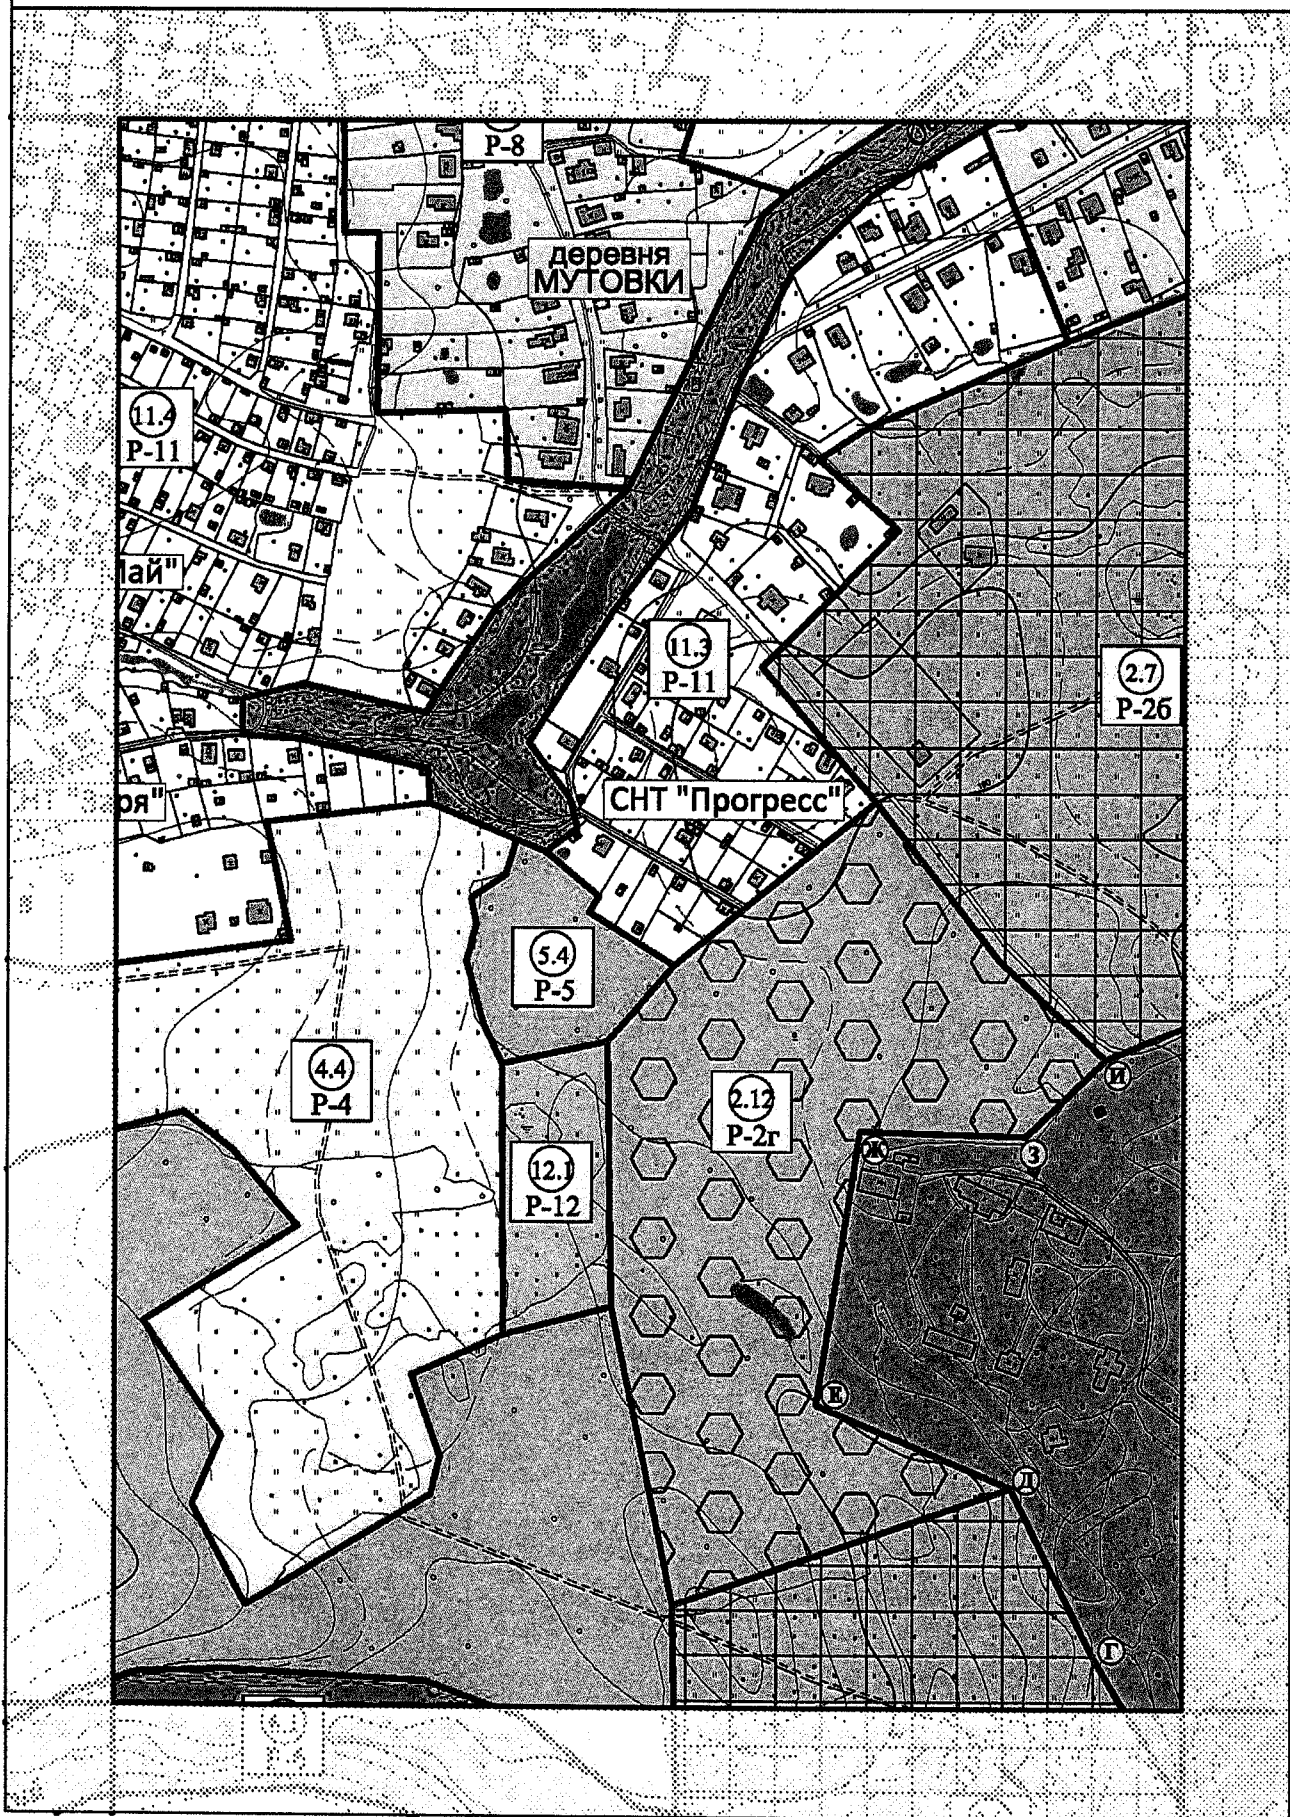 Р-8
деревня
МУТОВКИ
11.4
Р-11
Май"
11.3
Р-11
2.7
Р-2б
ря"
СНТ "Прогресс"
5.4
Р-5
4.4
Р-4
И
2.12
Р-2г
Ж
З
12.1
Р-12
Е
Д
Г